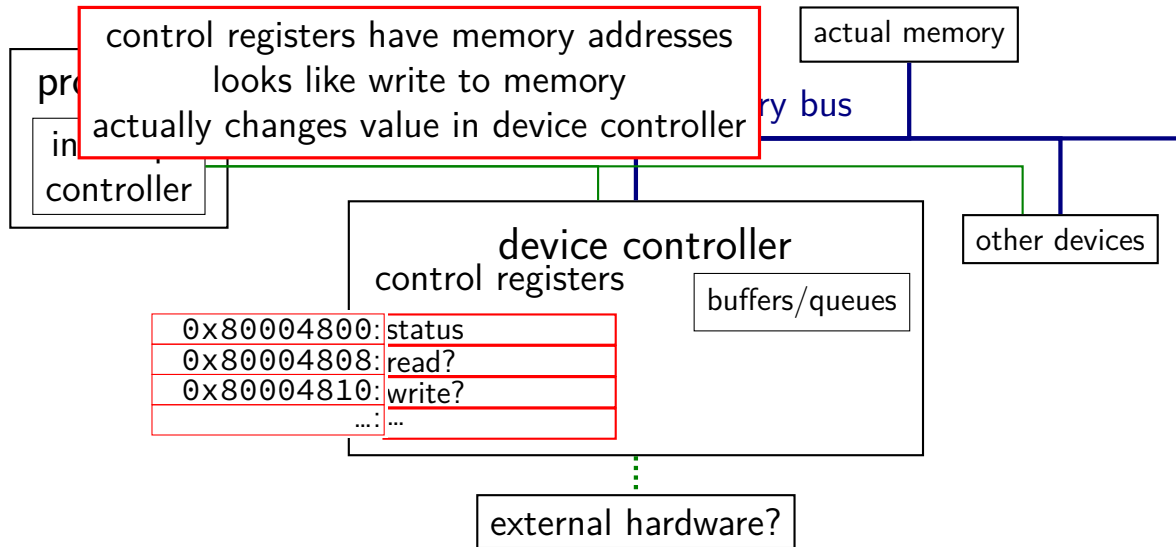 control registers have memory addresses
looks like write to memory
actually changes value in device controller
actual memory
bus
controller
other devices
device controller
control registers
buffers/queues
0x80004800: status
0x80004808: read?
0x80004810: write?
…: …
external hardware?